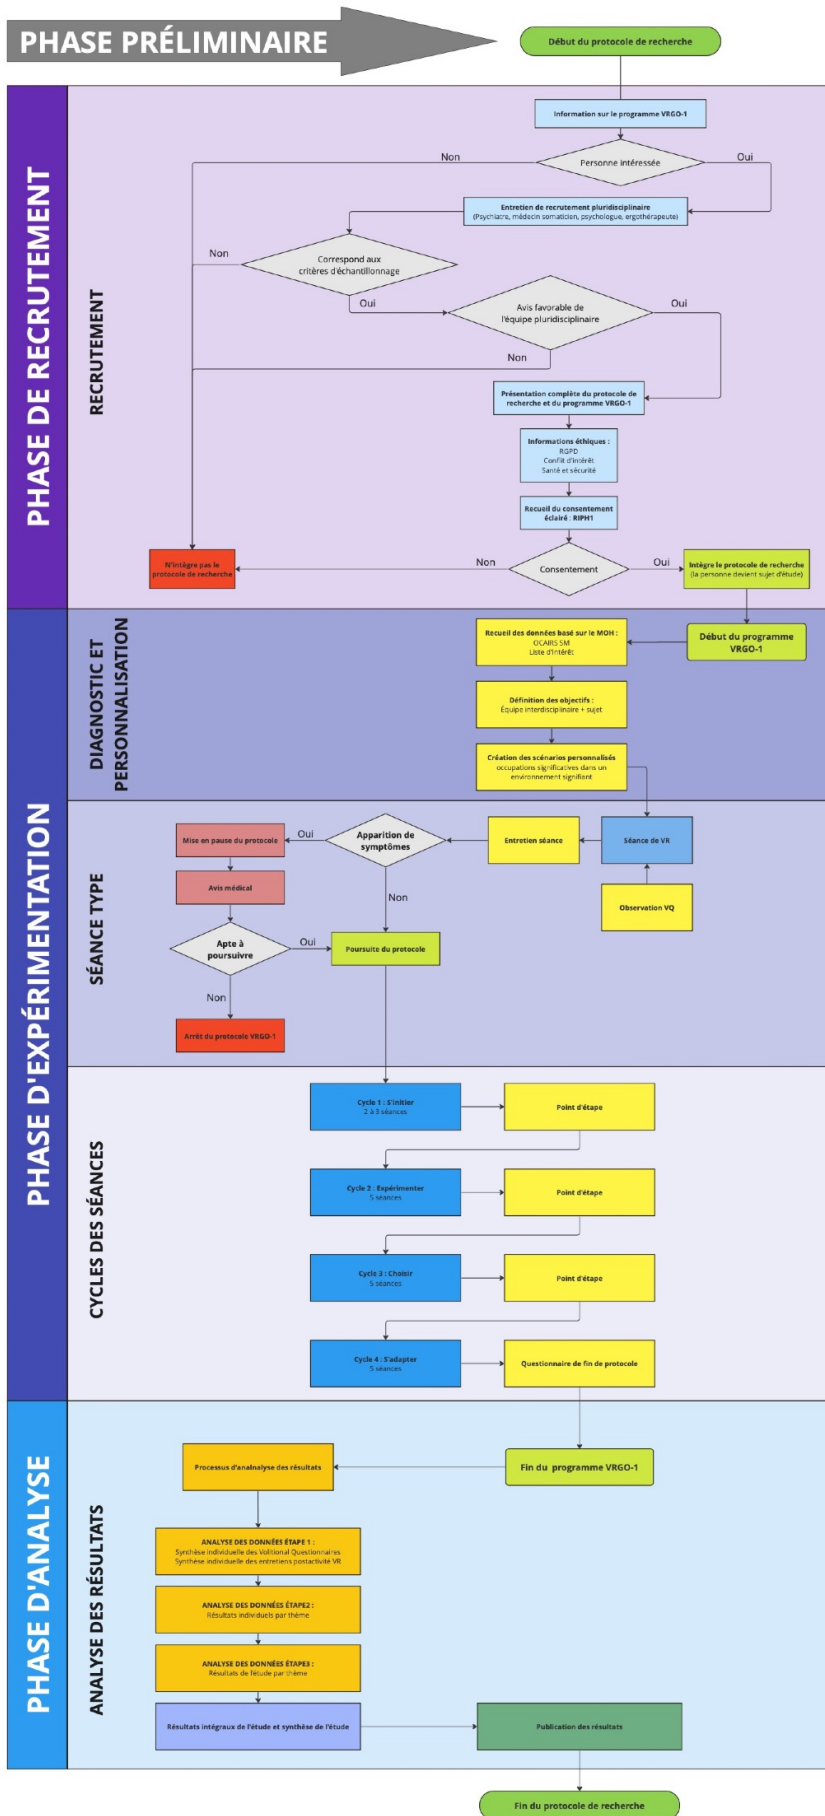 PHASE PRÉLIMINAIRE
Début du protocole de recherche
PHASE DE RECRUTEMENT
RECRUTEMENT
Information sur le programme VRGO-1
Personne intéressée
Non
Oui
Entretien de recrutement pluridisciplinaire
(Psychiatre, médecin somaticien, psychologue, ergothérapeute)
Correspond aux
critères d'échantillonnage
Non
Oui
Avis favorable de
l'équipe pluridisciplinaire
Oui
Non
Présentation complète du protocole de
recherche et du programme VRGO-1
Informations éthiques :
RGPD
Conflit d'intérêt
Santé et sécurité
Recueil du consentement
éclairé : RIPH1
Consentement
Non
Oui
N'intègre pas le
protocole de recherche
Intègre le protocole de recherche
(la personne devient sujet d'étude)
PHASE D'EXPÉRIMENTATION
DIAGNOSTIC ET
PERSONNALISATION
Début du programme
VRGO-1
Recueil des données basé sur le MOH :
OCAIRS SM
Liste d'intérêt
Définition des objectifs :
Équipe interdisciplinaire + sujet
Création des scénarios personnalisés
occupations significatives dans un
environnement signifiant
SÉANCE TYPE
Séance de VR
Observation VQ
Entretien séance
Apparition de
symptômes
Oui
Non
Mise en pause du protocole
Avis médical
Apte à
poursuivre
Oui
Non
Poursuite du protocole
Arrêt du protocole VRGO-1
CYCLES DES SÉANCES
Cycle 1 : S'initier
2 à 3 séances
Point d'étape
Cycle 2 : Expérimenter
5 séances
Point d'étape
Cycle 3 : Choisir
5 séances
Point d'étape
Cycle 4 : S'adapter
5 séances
Questionnaire de fin de protocole
PHASE D'ANALYSE
ANALYSE DES RÉSULTATS
Fin du programme VRGO-1
Processus d'analnalyse des résultats
ANALYSE DES DONNÉES ÉTAPE 1 :
Synthèse individuelle des Volitional Questionnaires
Synthèse individuelle des entretiens postactivité VR
ANALYSE DES DONNÉES ÉTAPE2 :
Résultats individuels par thème
ANALYSE DES DONNÉES ÉTAPE3 :
Résultats de l'étude par thème
Résultats intégraux de l'étude et synthèse de l'étude
Publication des résultats
Fin du protocole de recherche